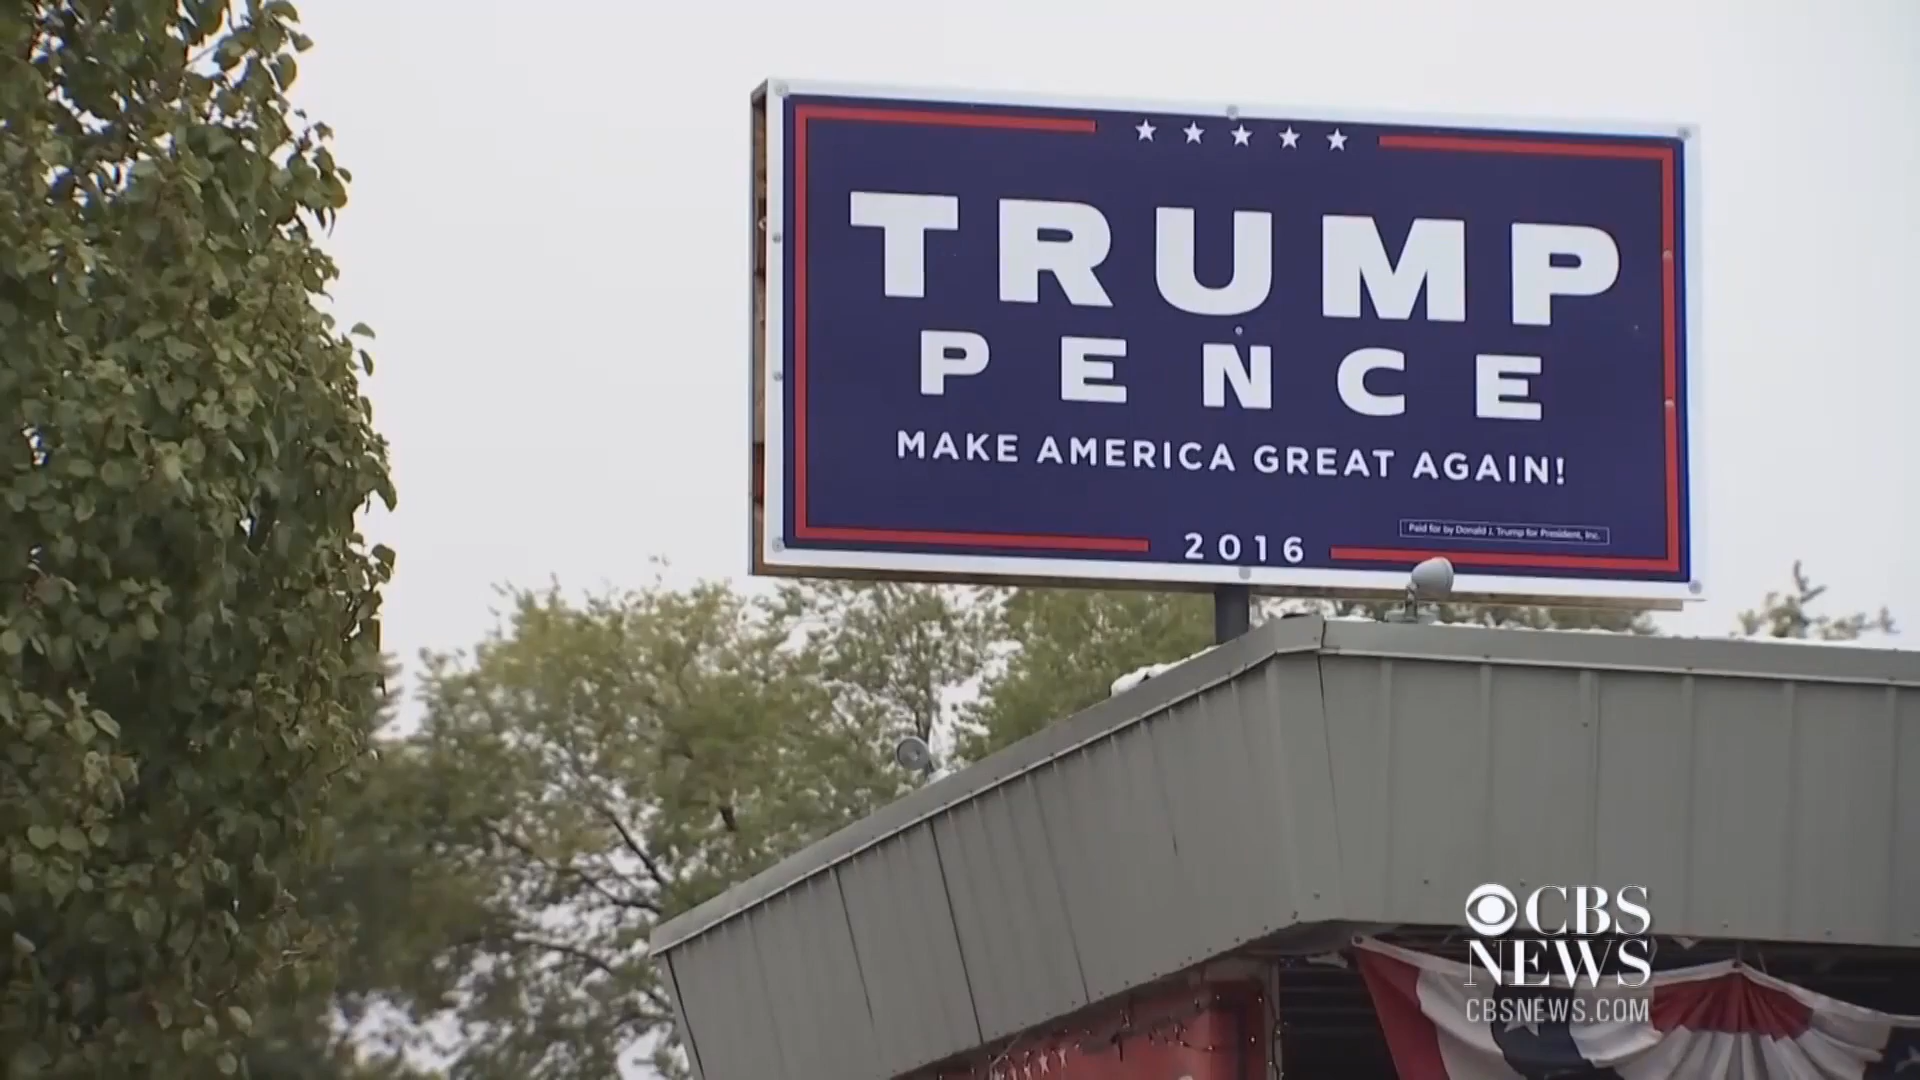 TRUMP
PENCE
MAKE AMERICA GREAT AGAIN!
Paid for by Donald J. Trump for President, Inc.
2016
CBS
NEWS
CBSNEWS.COM